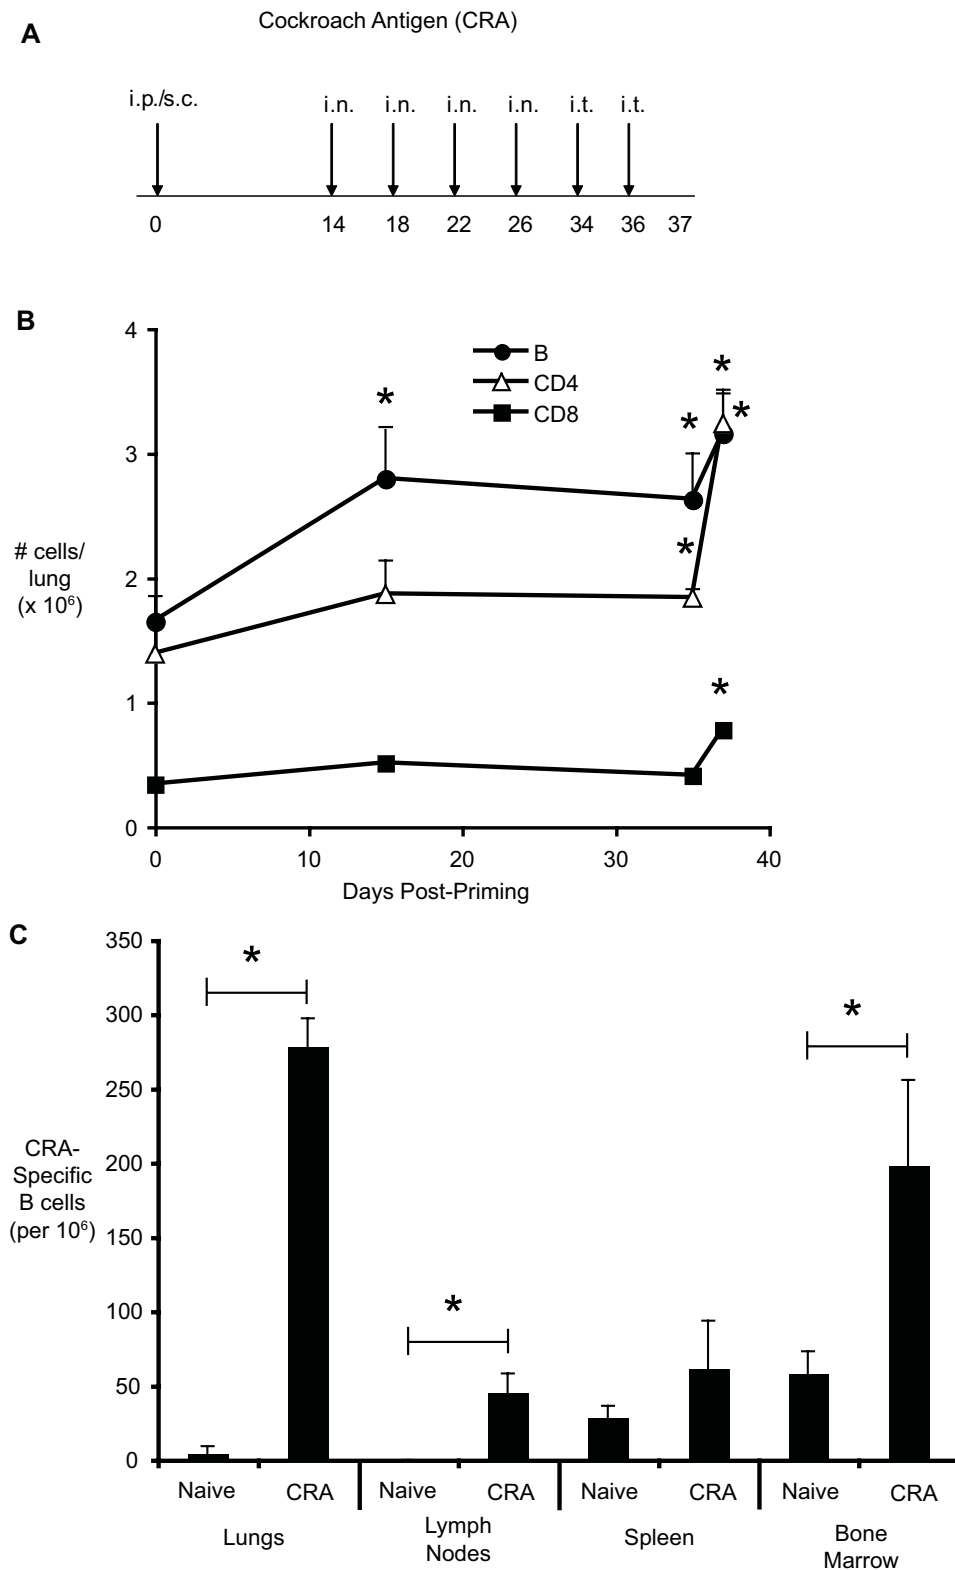 A
Cockroach Antigen (CRA)
i.p./s.c. i.n. i.n. i.n. i.n. i.t. i.t.
0 14 18 22 26 34 36 37
B
4
3
2
1
0
# cells/
lung
(x 10⁶)
B
CD4
CD8
*
*
*
*
*
*
0 10 20 30 40
Days Post-Priming
C
350
300
250
200
150
100
50
0
CRA-
Specific
B cells
(per 10⁶)
*
*
*
Naive CRA Naive CRA Naive CRA Naive CRA
Lungs
Lymph
Nodes
Spleen
Bone
Marrow